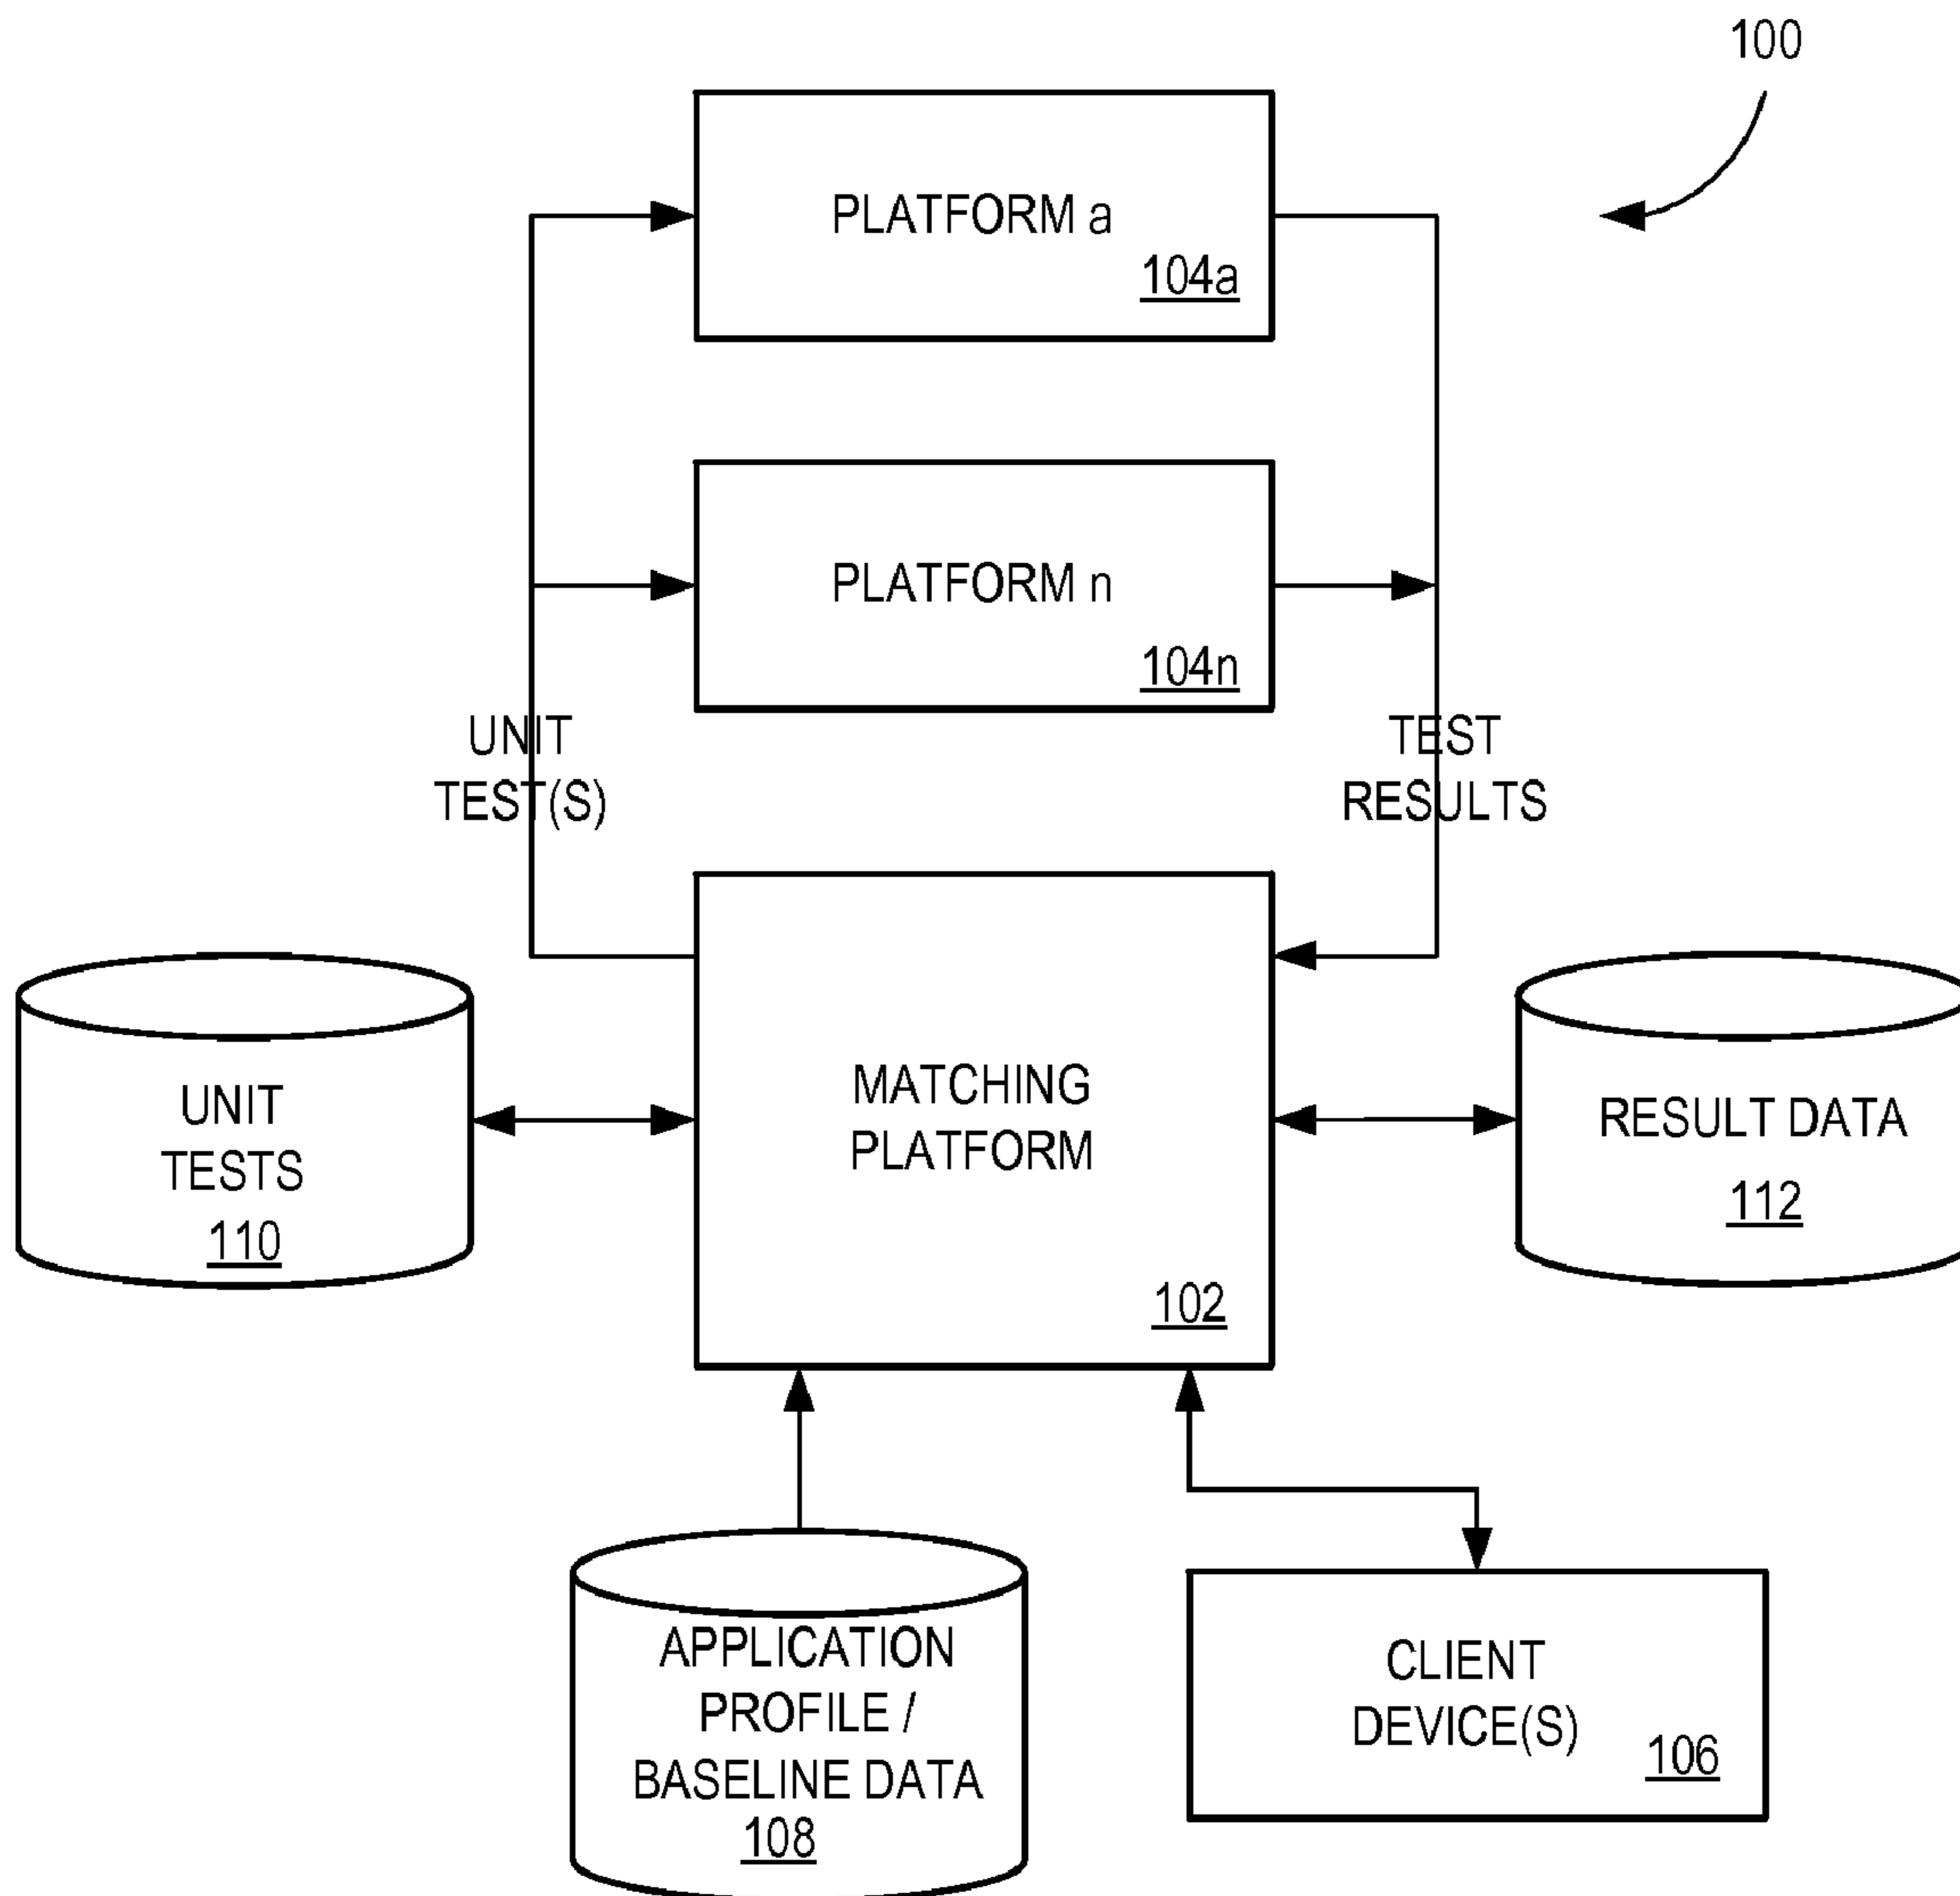 100
PLATFORM a
104a
PLATFORM n
104n
UNIT
TEST(S)
TEST
RESULTS
MATCHING
PLATFORM
102
UNIT
TESTS
110
RESULT DATA
112
APPLICATION
PROFILE /
BASELINE DATA
108
CLIENT
DEVICE(S)
106